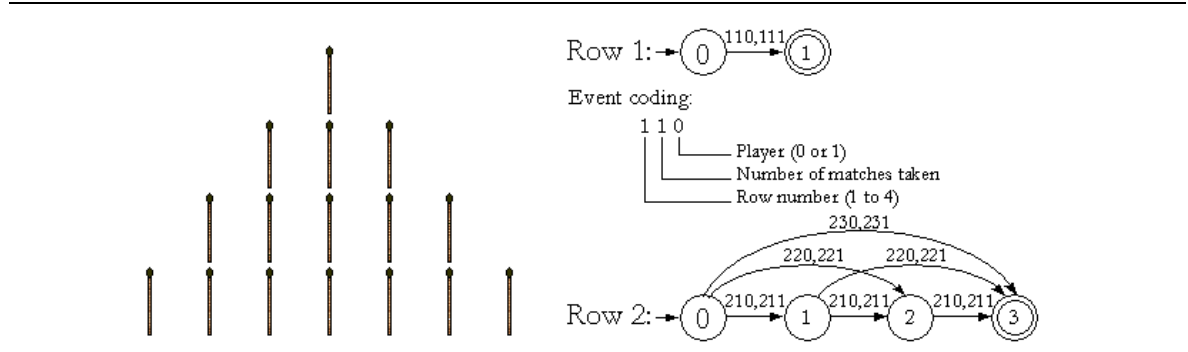 Row 1: 0 110,111 1
Event coding:
1 1 0
Player (0 or 1)
Number of matches taken
Row number (1 to 4)
230,231
220,221 220,221
Row 2: 0 210,211 1 210,211 2 210,211 3